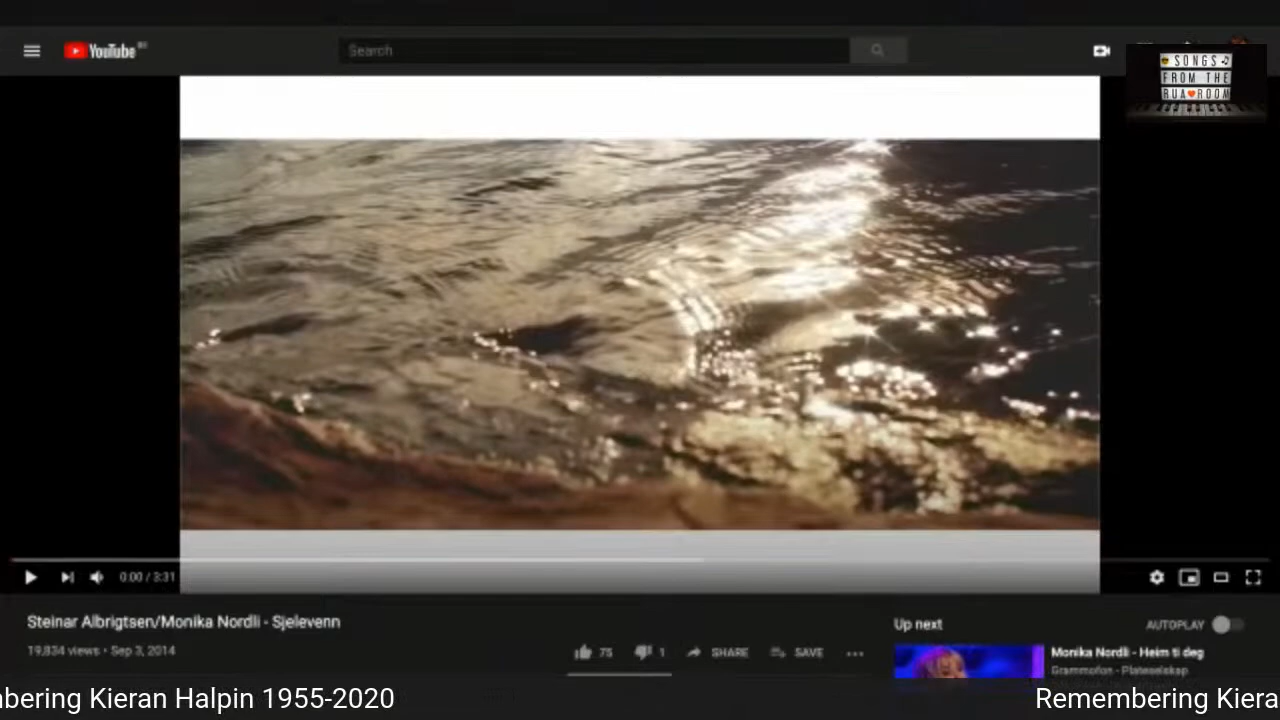 YouTube
Search
SONGS
FROM THE
RUA ROOM
0:00 / 3:31
Steinar Albrigtsen/Monika Nordli - Sjelevenn
19,834 views • Sep 3, 2014
75
1
SHARE
SAVE
Up next
AUTOPLAY
Monika Nordli - Heim ti deg
Grammofon - Plateselskap
mbering Kieran Halpin 1955-2020
Remembering Kiera